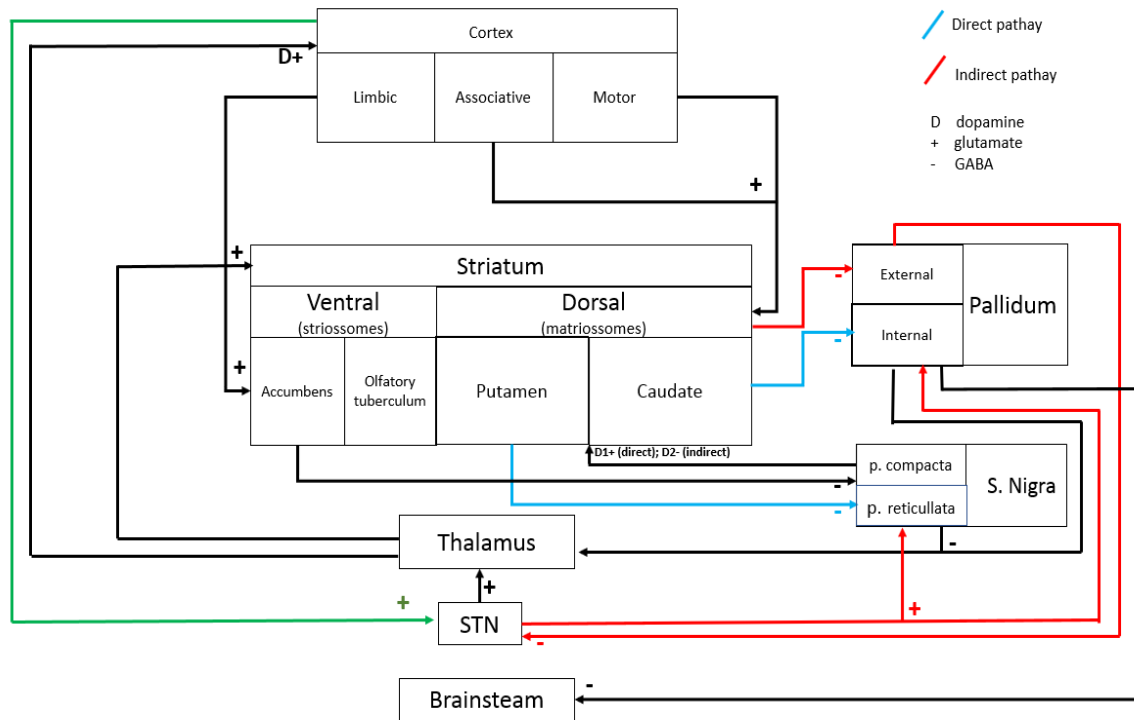 Cortex
D+
Limbic
Associative
Motor
Direct pathay
Indirect pathay
D dopamine
+ glutamate
- GABA
+
+
Striatum
Ventral
(striossomes)
Dorsal
(matriossomes)
External
Internal
Pallidum
-
-
+
Accumbens
Olfatory
tuberculum
Putamen
Caudate
D1+ (direct); D2- (indirect)
p. compacta
p. reticullata
S. Nigra
-
-
Thalamus
-
+
+
STN
+
-
Brainsteam
-